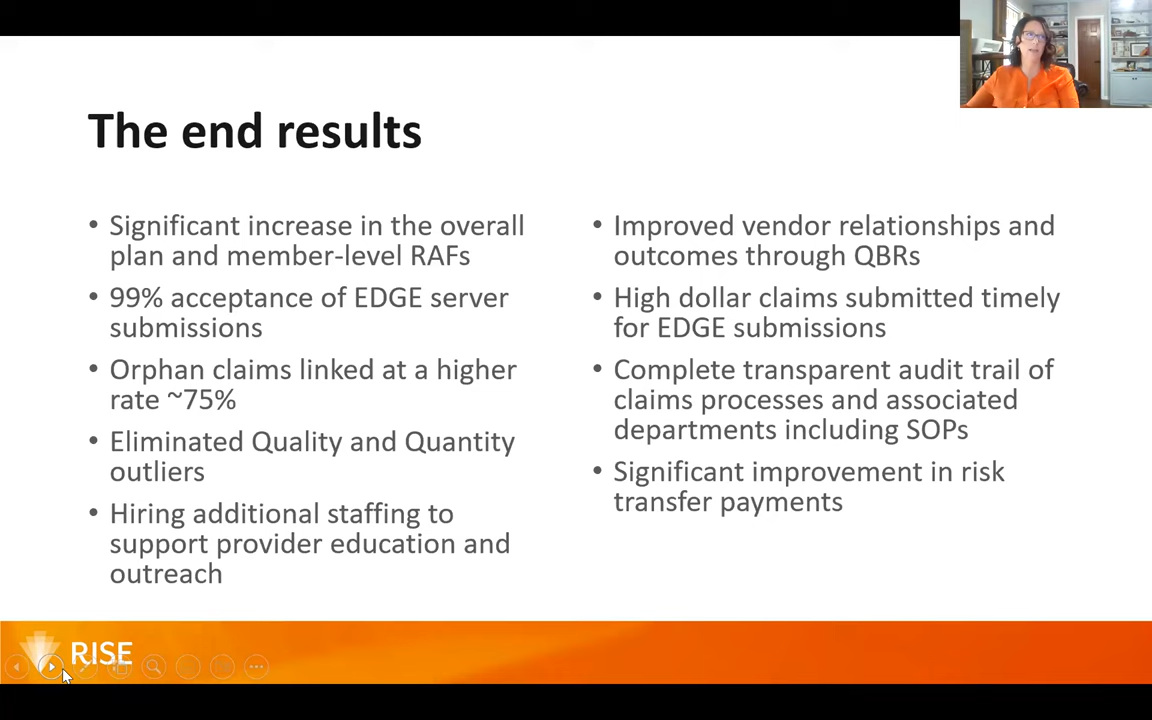 The end results
• Significant increase in the overall
plan and member-level RAFs
• 99% acceptance of EDGE server
submissions
• Orphan claims linked at a higher
rate ~75%
• Eliminated Quality and Quantity
outliers
• Hiring additional staffing to
support provider education and
outreach
• Improved vendor relationships and
outcomes through QBRs
• High dollar claims submitted timely
for EDGE submissions
• Complete transparent audit trail of
claims processes and associated
departments including SOPs
• Significant improvement in risk
transfer payments
RISE